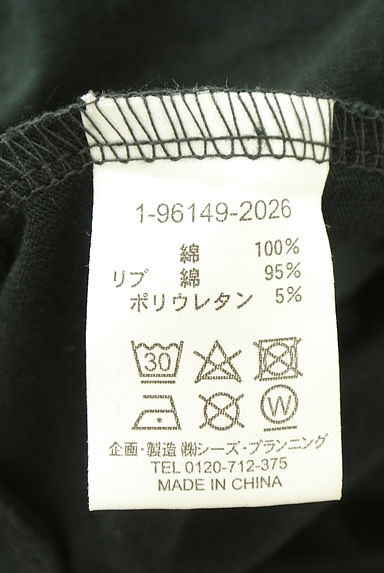 1-96149-2026
綿 100%
リブ 綿 95%
ポリウレタン 5%
30
W
企画・製造 ㈱シーズ・プランニング
TEL 0120-712-375
MADE IN CHINA